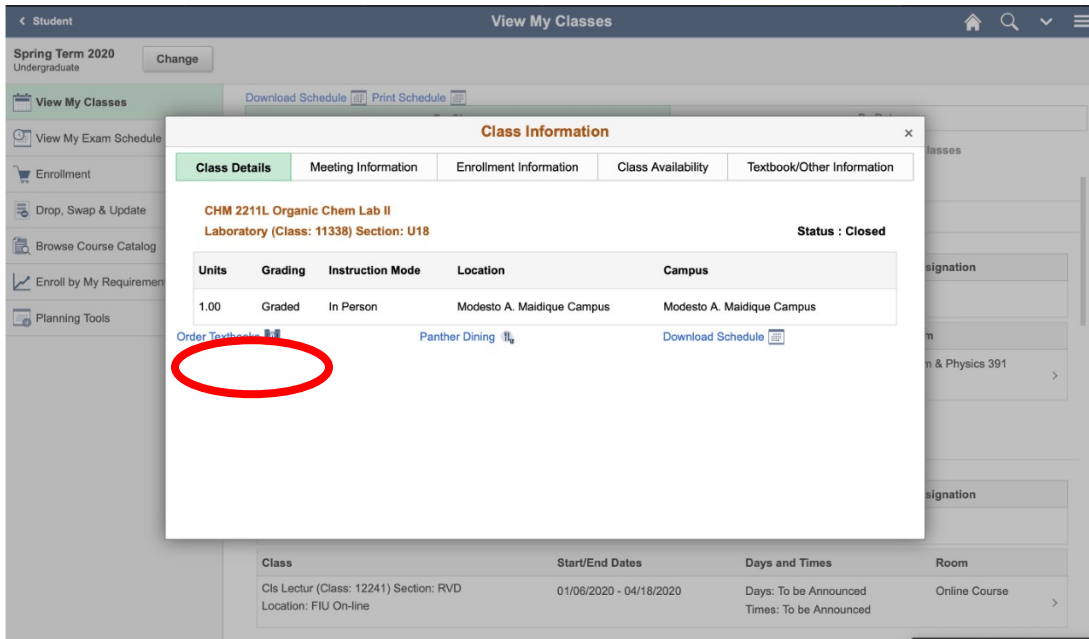 Student
View My Classes
Spring Term 2020
Undergraduate
Change
View My Classes
View My Exam Schedule
Enrollment
Drop, Swap & Update
Browse Course Catalog
Enroll by My Requiremen
Planning Tools
Download Schedule Print Schedule
lasses
Class Information
×
Class Details Meeting Information Enrollment Information Class Availability Textbook/Other Information
CHM 2211L Organic Chem Lab II
Laboratory (Class: 11338) Section: U18
Status : Closed
Units Grading Instruction Mode Location Campus
1.00 Graded In Person Modesto A. Maidique Campus Modesto A. Maidique Campus
Order Textbooks Panther Dining Download Schedule
signation
m
m & Physics 391
signation
Class Start/End Dates Days and Times Room
Cls Lectur (Class: 12241) Section: RVD 01/06/2020 - 04/18/2020 Days: To be Announced Online Course
Location: FIU On-line Times: To be Announced